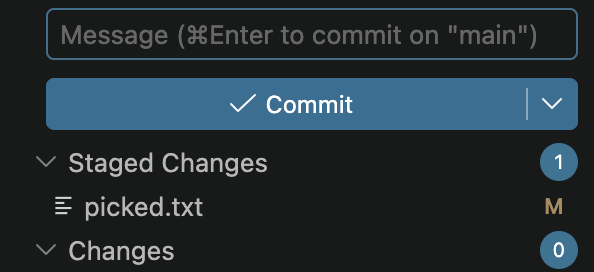 Message (⌘Enter to commit on "main")
Commit
Staged Changes 1
picked.txt M
Changes 0